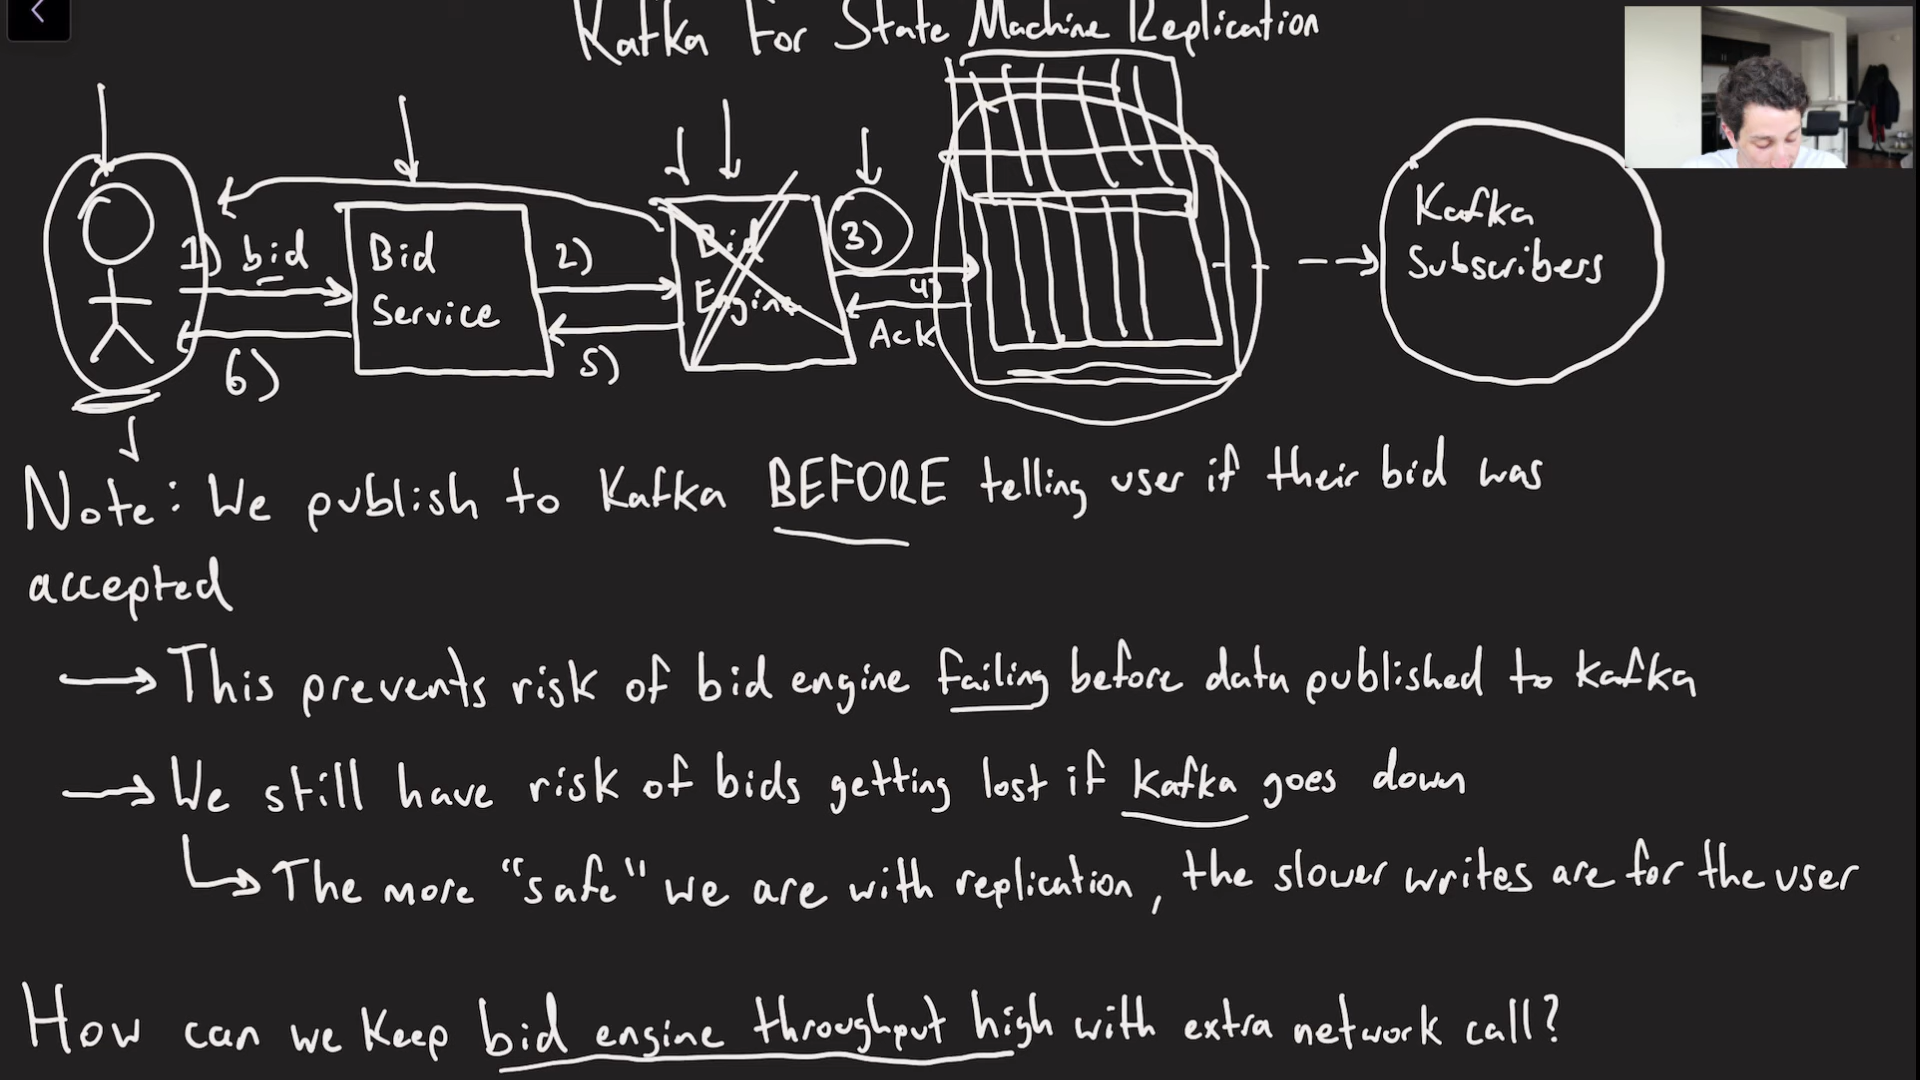 Kafka For State Machine Replication
1) bid
Bid
Service
2)
Bid
Engine
3)
4)
Ack
5)
6)
Kafka
Subscribers
Note: We publish to Kafka BEFORE telling user if their bid was
accepted
This prevents risk of bid engine failing before data published to Kafka
We still have risk of bids getting lost if Kafka goes down
The more "safe" we are with replication, the slower writes are for the user
How can we keep bid engine throughput high with extra network call?